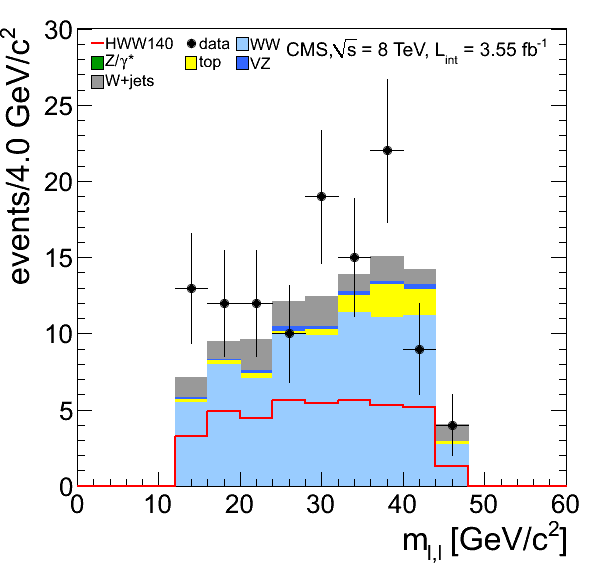 30
25
20
15
10
5
0
events/4.0 GeV/c²
HWW140 data WW
Z/γ* top VZ
W+jets
CMS,√s = 8 TeV, L_int = 3.55 fb⁻¹
0 10 20 30 40 50 60
m_l,l [GeV/c²]